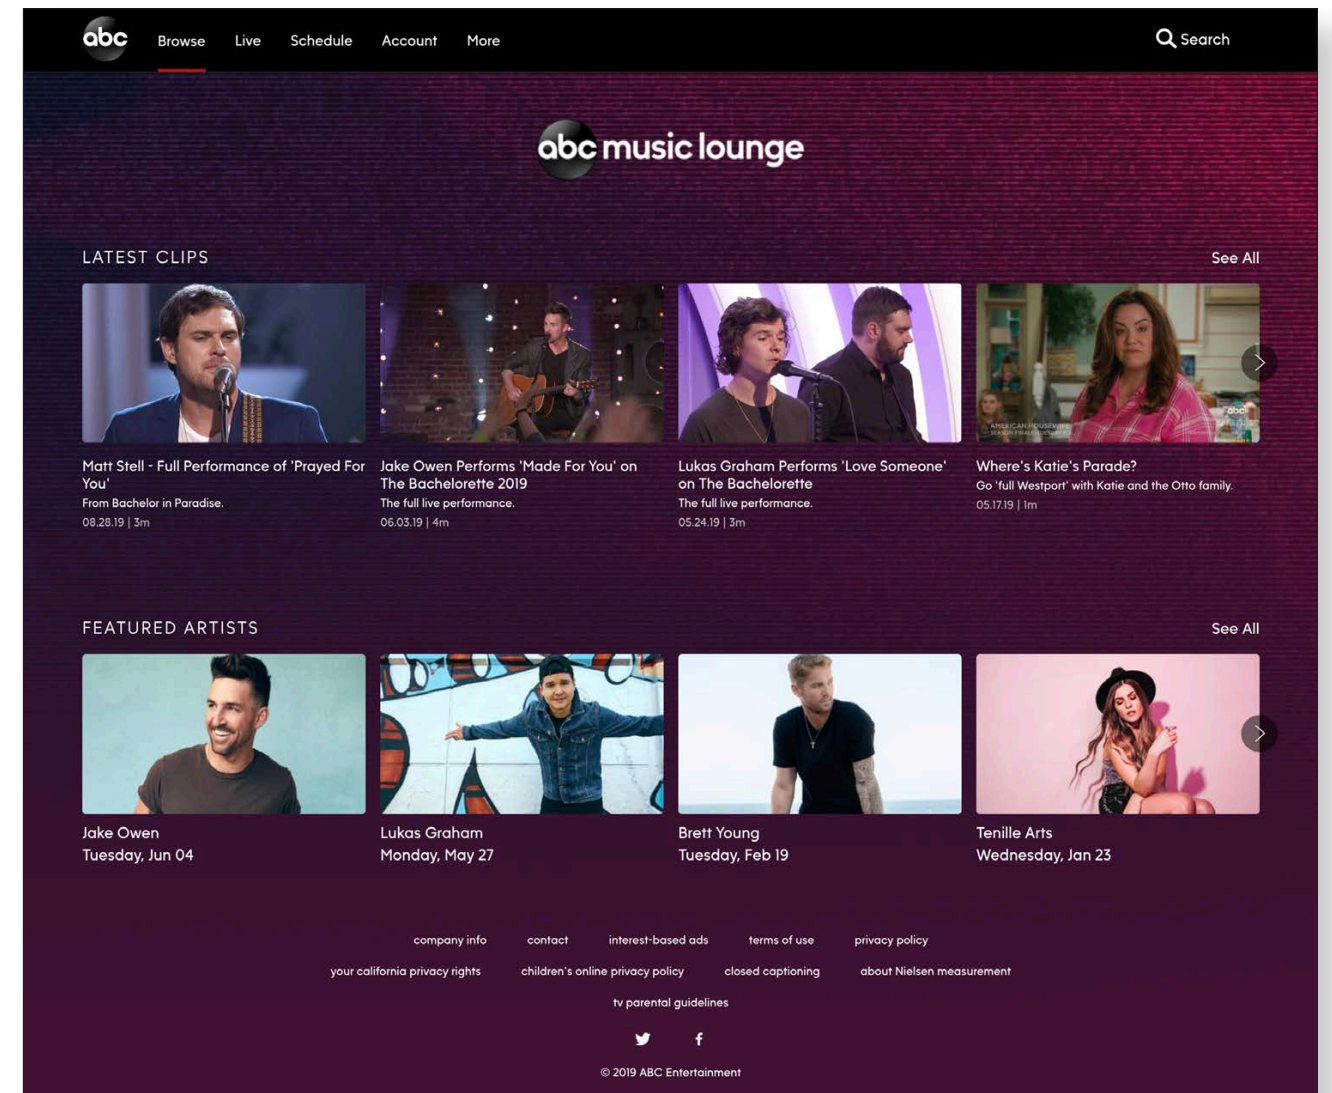 abc
Browse
Live
Schedule
Account
More
Search
abc music lounge
LATEST CLIPS
See All
AMERICAN HOUSEWIFE
abc
Matt Stell - Full Performance of 'Prayed For
You'
From Bachelor in Paradise.
08.28.19 | 3m
Jake Owen Performs 'Made For You' on
The Bachelorette 2019
The full live performance.
06.03.19 | 4m
Lukas Graham Performs 'Love Someone'
on The Bachelorette
The full live performance.
05.24.19 | 3m
Where's Katie's Parade?
Go 'full Westport' with Katie and the Otto family.
05.17.19 | 1m
FEATURED ARTISTS
See All
Jake Owen
Tuesday, Jun 04
Lukas Graham
Monday, May 27
Brett Young
Tuesday, Feb 19
Tenille Arts
Wednesday, Jan 23
company info
contact
interest-based ads
terms of use
privacy policy
your california privacy rights
children's online privacy policy
closed captioning
about Nielsen measurement
tv parental guidelines
© 2019 ABC Entertainment